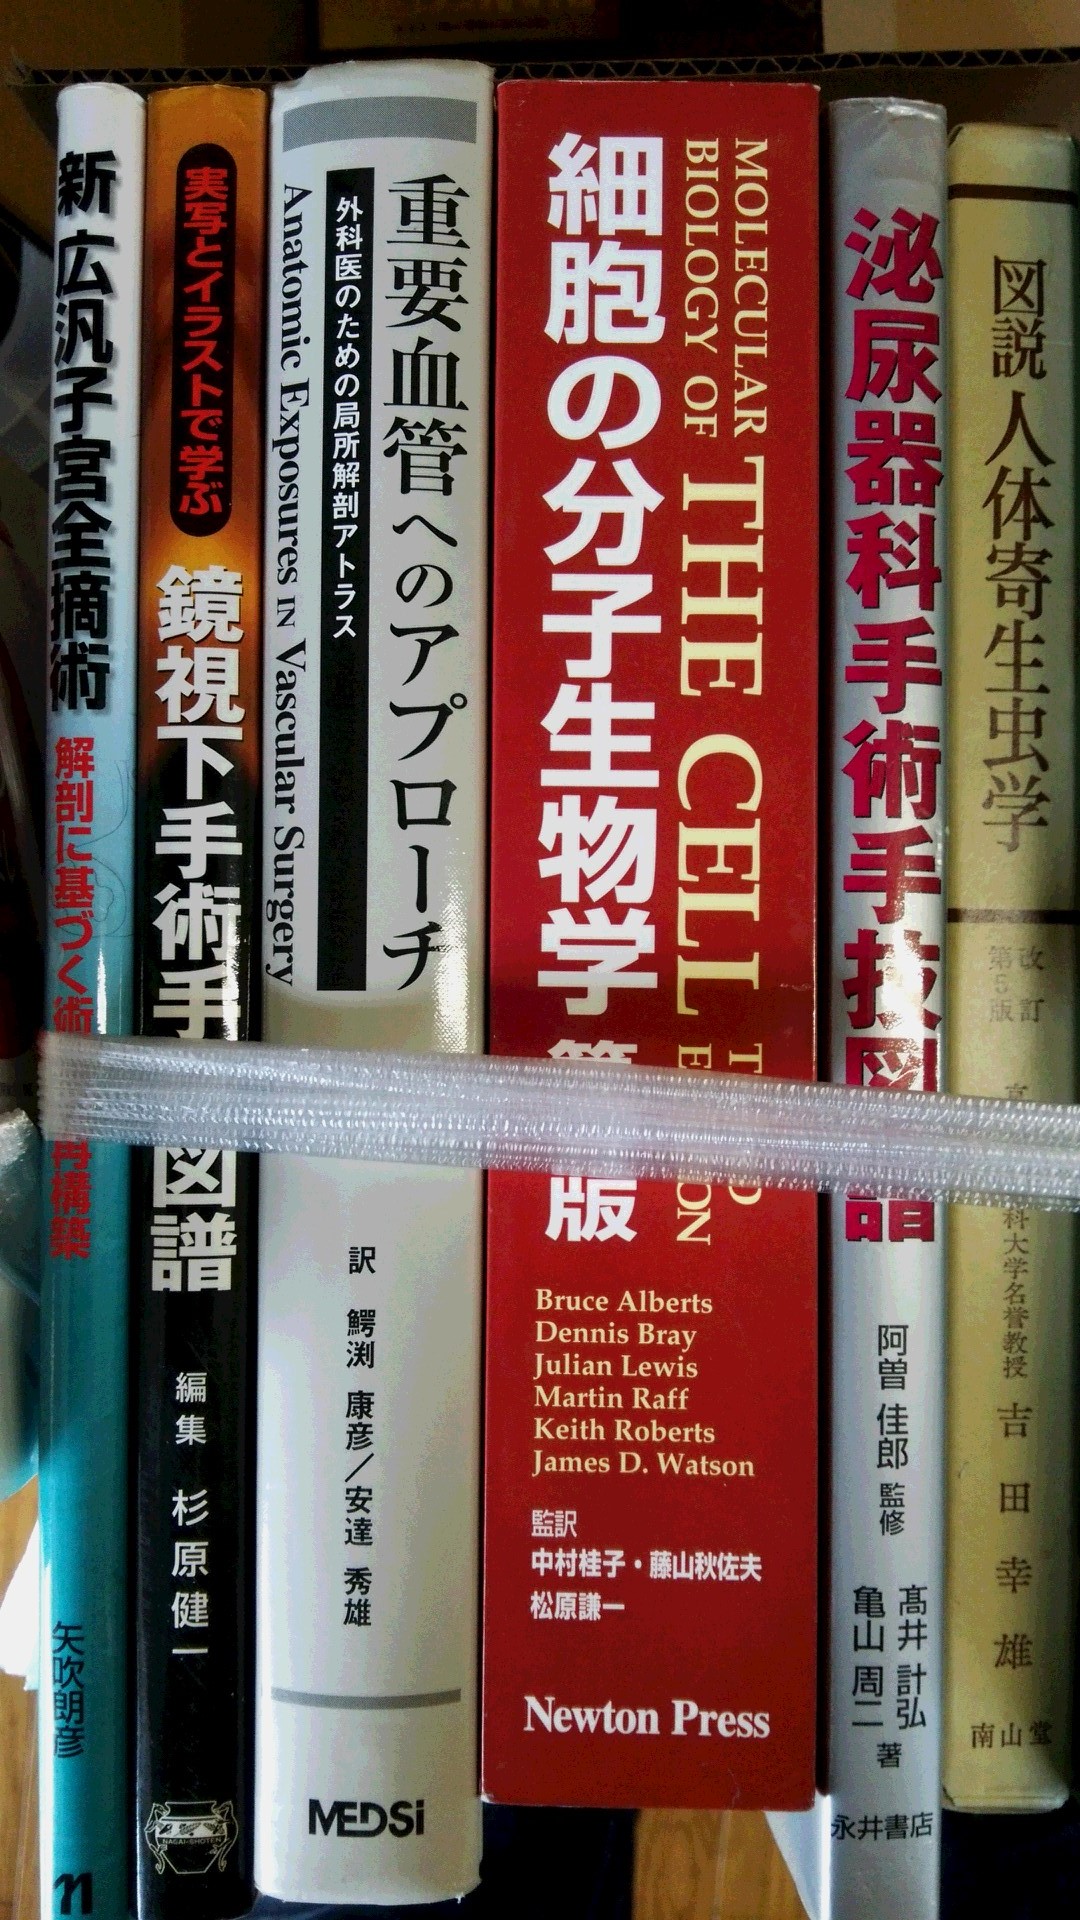 新 広汎子宮全摘術
解剖に基づく術
再構築
矢吹朗彦
実写とイラストで学ぶ
鏡視下手術手
図譜
編集 杉原健一
NAGAI-SHOTEN
重要血管へのアプローチ
外科医のための局所解剖アトラス
Anatomic Exposures IN Vascular Surgery
訳 鰐渕 康彦／安達 秀雄
MEDSi
MOLECULAR
BIOLOGY OF
THE CELL
細胞の分子生物学
版
Bruce Alberts
Dennis Bray
Julian Lewis
Martin Raff
Keith Roberts
James D. Watson
監訳
中村桂子・藤山秋佐夫
松原謙一
Newton Press
泌尿器科手術手技図譜
阿曽 佳郎 監修
髙井 計弘
亀山 周二
著
永井書店
図説 人体寄生虫学
改訂
第5版
科大学名誉教授
吉田幸雄
南山堂